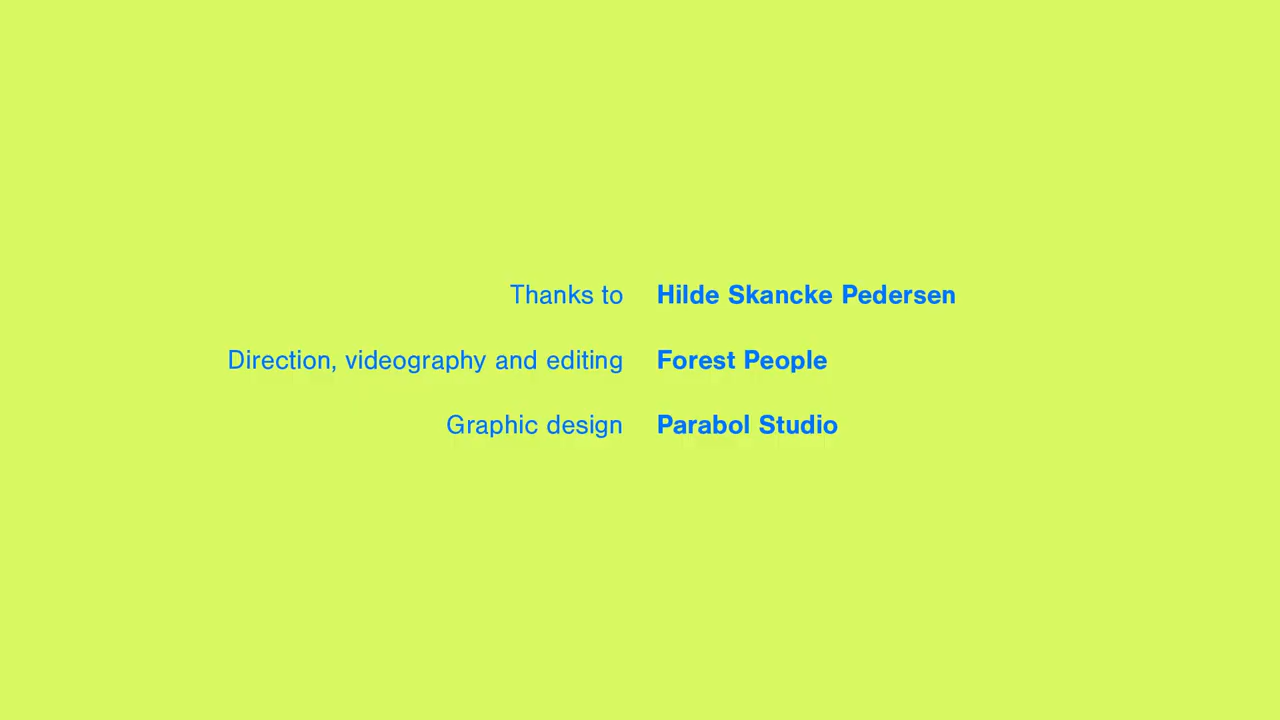 Thanks to Hilde Skancke Pedersen
Direction, videography and editing Forest People
Graphic design Parabol Studio